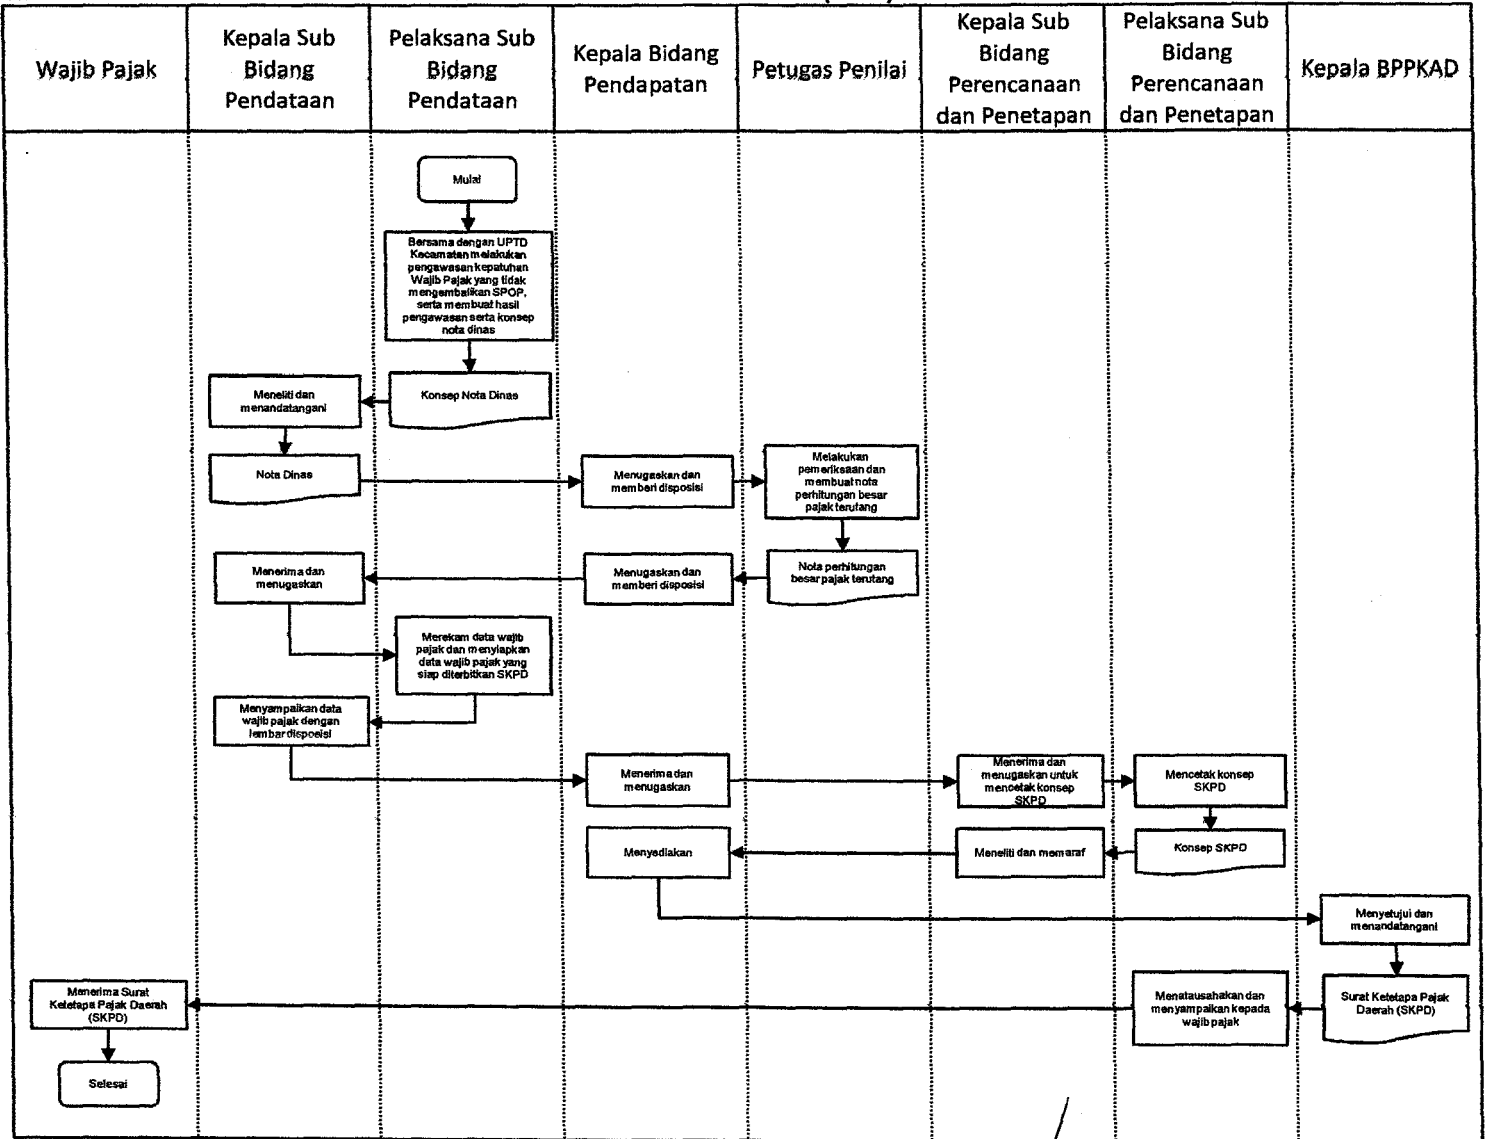 Wajib Pajak
Kepala Sub
Bidang
Pendataan
Pelaksana Sub
Bidang
Pendataan
Kepala Bidang
Pendapatan
Petugas Penilai
Kepala Sub
Bidang
Perencanaan
dan Penetapan
Pelaksana Sub
Bidang
Perencanaan
dan Penetapan
Kepala BPPKAD
Mulai
Bersama dengan UPTD
Kecamatan melakukan
pengawasan kepatuhan
Wajib Pajak yang tidak
mengembalikan SPOP,
serta membuat hasil
pengawasan serta konsep
nota dinas
Konsep Nota Dinas
Meneliti dan
menandatangani
Nota Dinas
Menugaskan dan
memberi disposisi
Melakukan
pemeriksaan dan
membuat nota
perhitungan besar
pajak terutang
Nota perhitungan
besar pajak terutang
Menugaskan dan
memberi disposisi
Menerima dan
menugaskan
Merekam data wajib
pajak dan menyiapkan
data wajib pajak yang
siap diterbitkan SKPD
Menyampaikan data
wajib pajak dengan
lembar disposisi
Menerima dan
menugaskan
Menerima dan
menugaskan untuk
mencetak konsep
SKPD
Mencetak konsep
SKPD
Konsep SKPD
Meneliti dan memaraf
Menyediakan
Menyetujui dan
menandatangani
Surat Ketetapa Pajak
Daerah (SKPD)
Menatausahakan dan
menyampaikan kepada
wajib pajak
Menerima Surat
Ketetapa Pajak Daerah
(SKPD)
Selesai